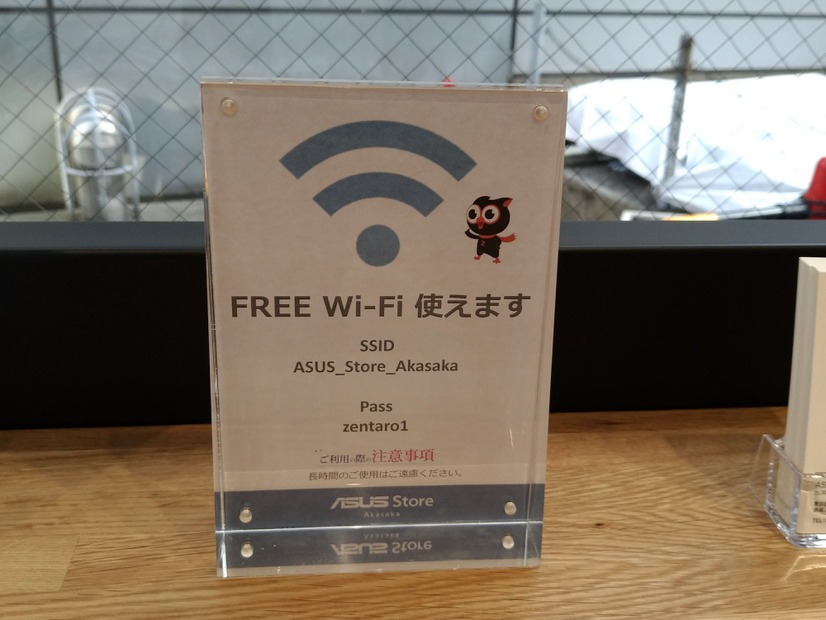 FREE Wi-Fi 使えます
SSID
ASUS_Store_Akasaka
Pass
zentaro1
ご利用の際の注意事項
長時間のご使用はご遠慮ください。
ASUS Store
Akasaka